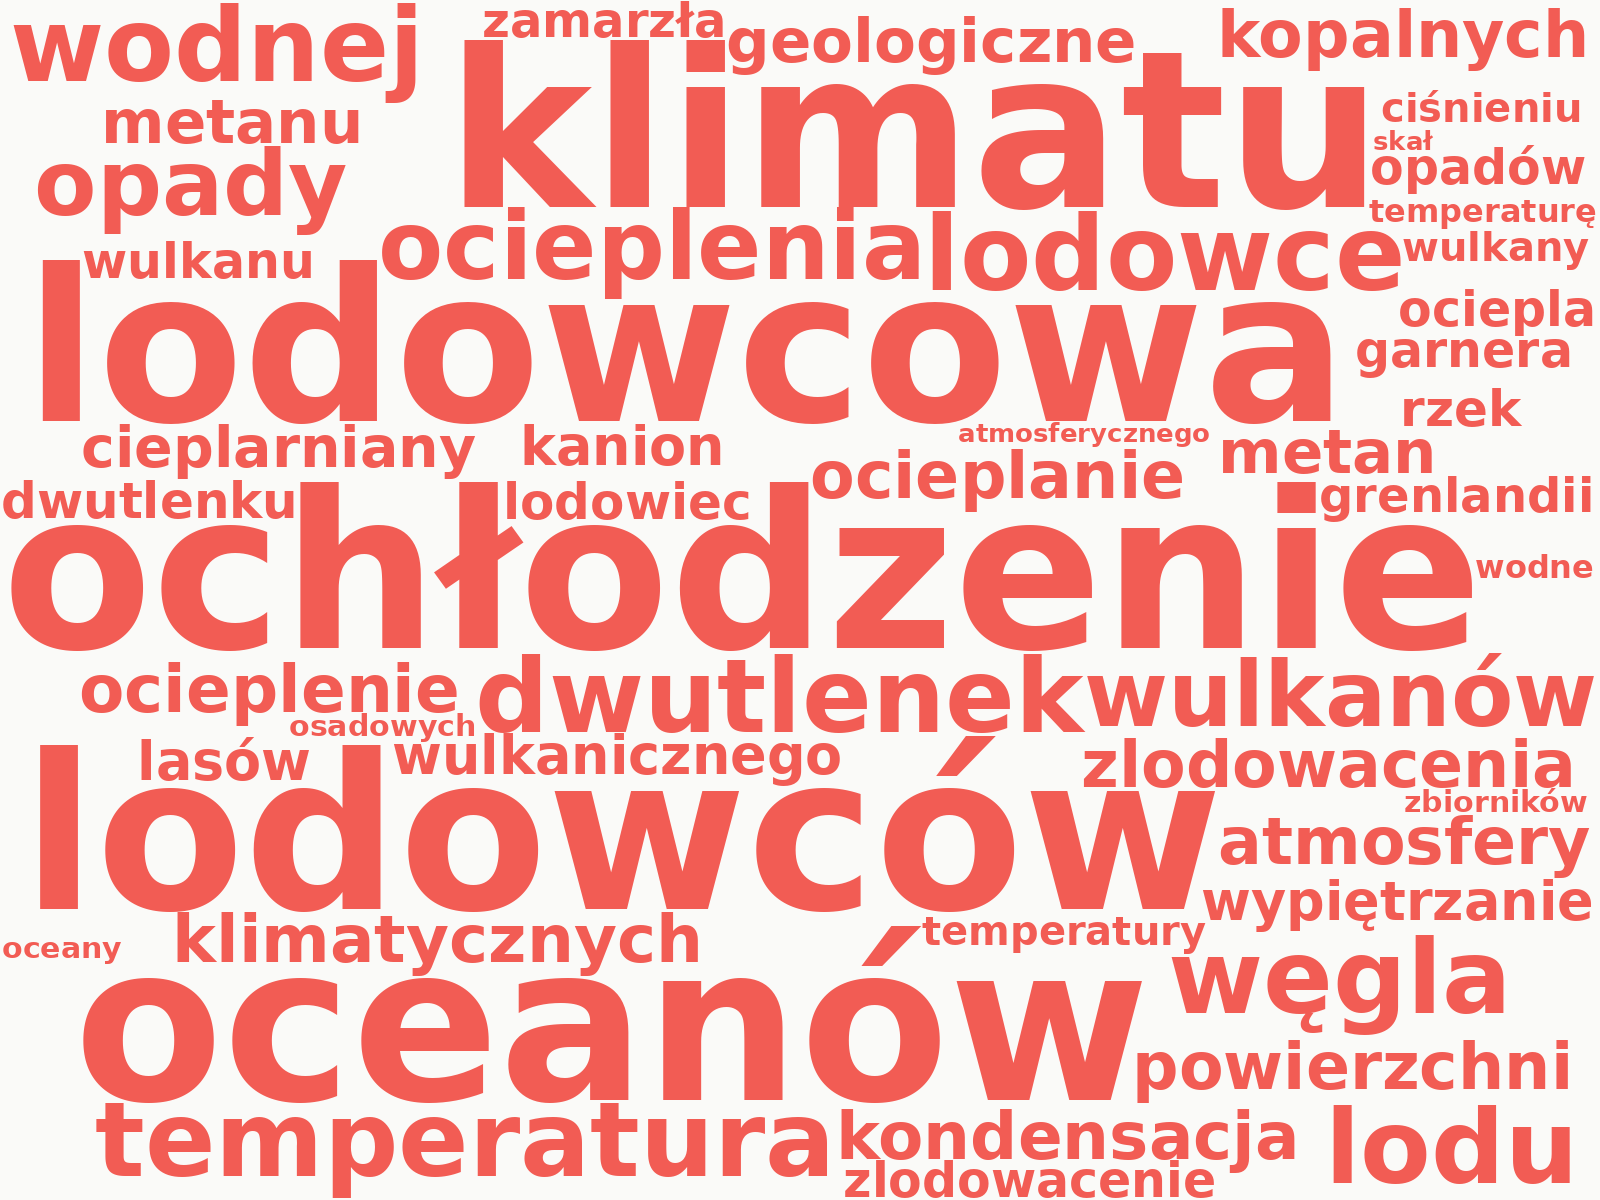 wodnej
zamarzła
geologiczne
kopalnych
klimatu
metanu
ciśnieniu
skał
opady
opadów
temperaturę
wulkanu
ocieplenia
lodowce
wulkany
lodowcowa
ociepla
garnera
rzek
cieplarniany
kanion
atmosferycznego
metan
ocieplanie
dwutlenku
lodowiec
grenlandii
ochłodzenie
wodne
ocieplenie
dwutlenek
wulkanów
osadowych
lasów
wulkanicznego
zlodowacenia
zbiorników
lodowców
atmosfery
wypiętrzanie
oceany
klimatycznych
temperatury
węgla
oceanów
powierzchni
temperatura
kondensacja
lodu
zlodowacenie